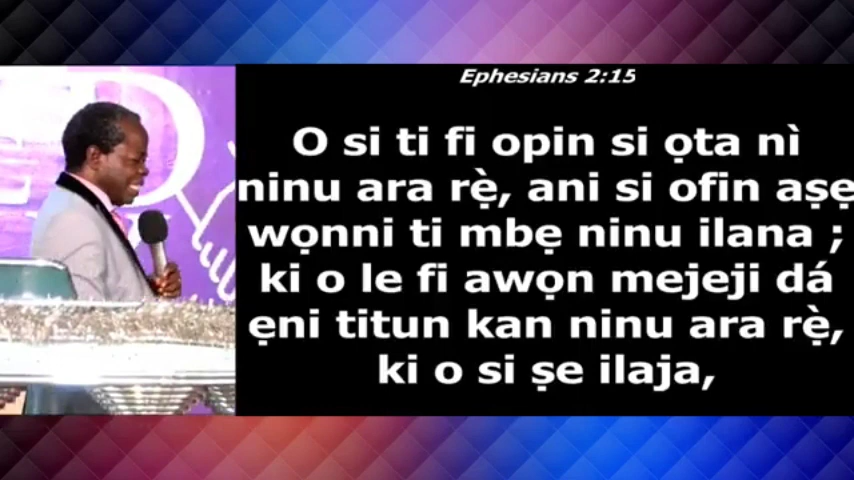 Ephesians 2:15
O si ti fi opin si ọta nì
ninu ara rẹ̀, ani si ofin aṣẹ
wọnni ti mbẹ ninu ilana ;
ki o le fi awọn mejeji dá
ẹni titun kan ninu ara rẹ̀,
ki o si ṣe ilaja,